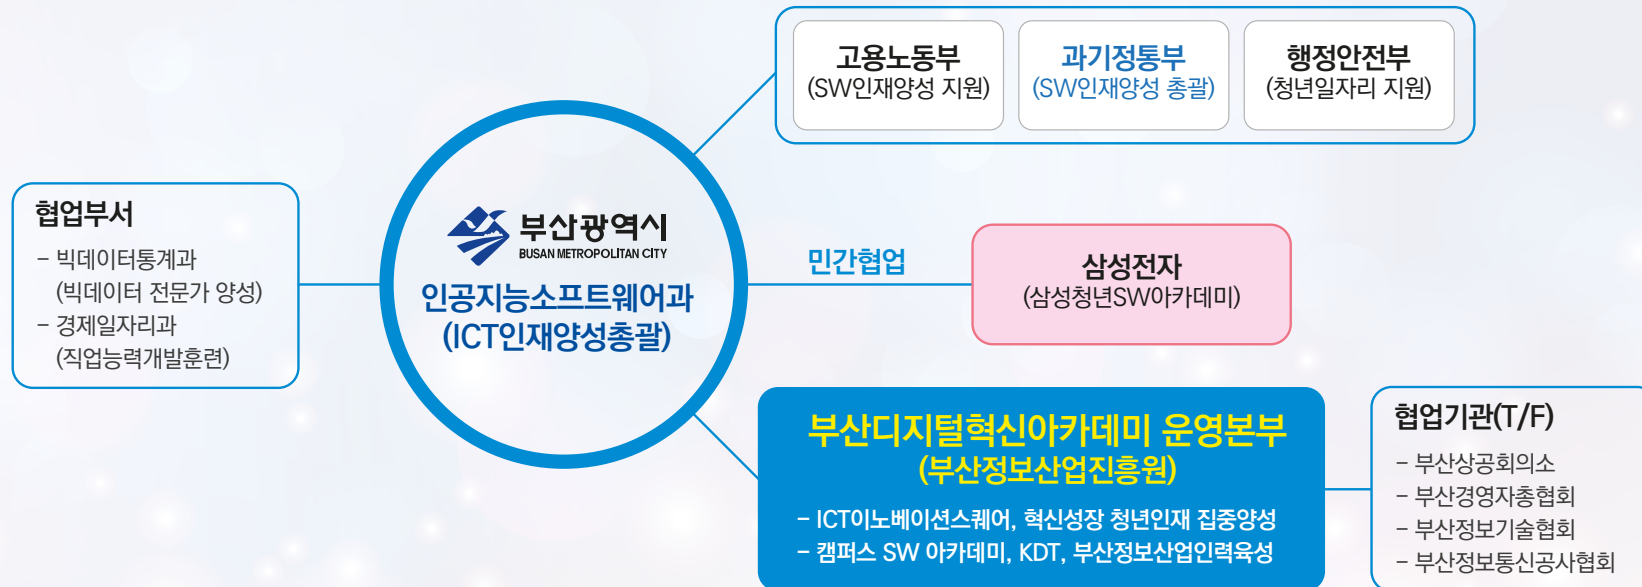 고용노동부
(SW인재양성 지원)
과기정통부
(SW인재양성 총괄)
행정안전부
(청년일자리 지원)
협업부서
- 빅데이터통계과
(빅데이터 전문가 양성)
- 경제일자리과
(직업능력개발훈련)
부산광역시
BUSAN METROPOLITAN CITY
인공지능소프트웨어과
(ICT인재양성총괄)
민간협업
삼성전자
(삼성청년SW아카데미)
부산디지털혁신아카데미 운영본부
(부산정보산업진흥원)
- ICT이노베이션스퀘어, 혁신성장 청년인재 집중양성
- 캠퍼스 SW 아카데미, KDT, 부산정보산업인력육성
협업기관(T/F)
- 부산상공회의소
- 부산경영자총협회
- 부산정보기술협회
- 부산정보통신공사협회